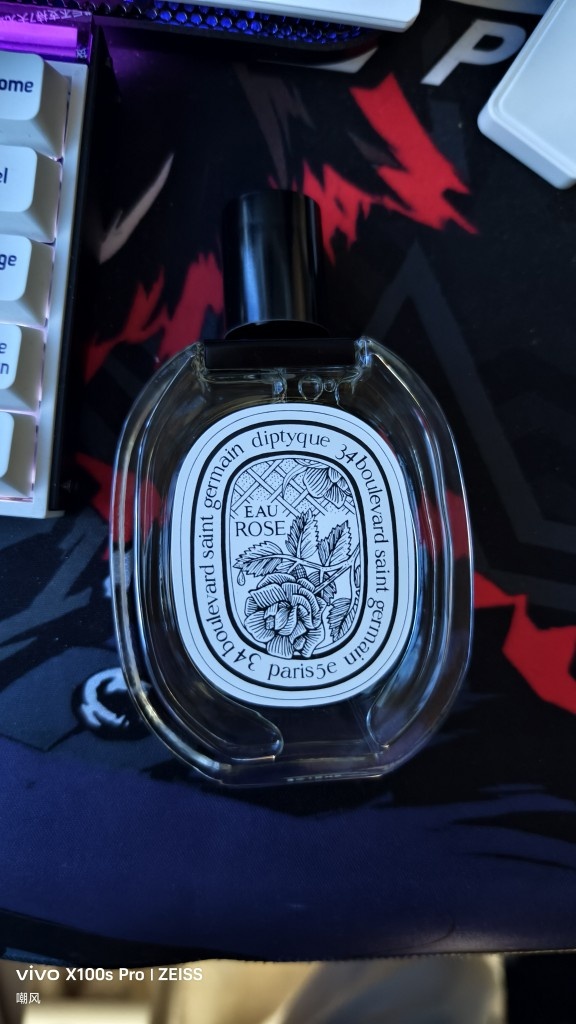 ome
el
ge
e
n
P
diptyque 34 boulevard saint germain
paris 5e
34 boulevard saint germain
EAU
ROSE
vivo X100s Pro | ZEISS
嘲风